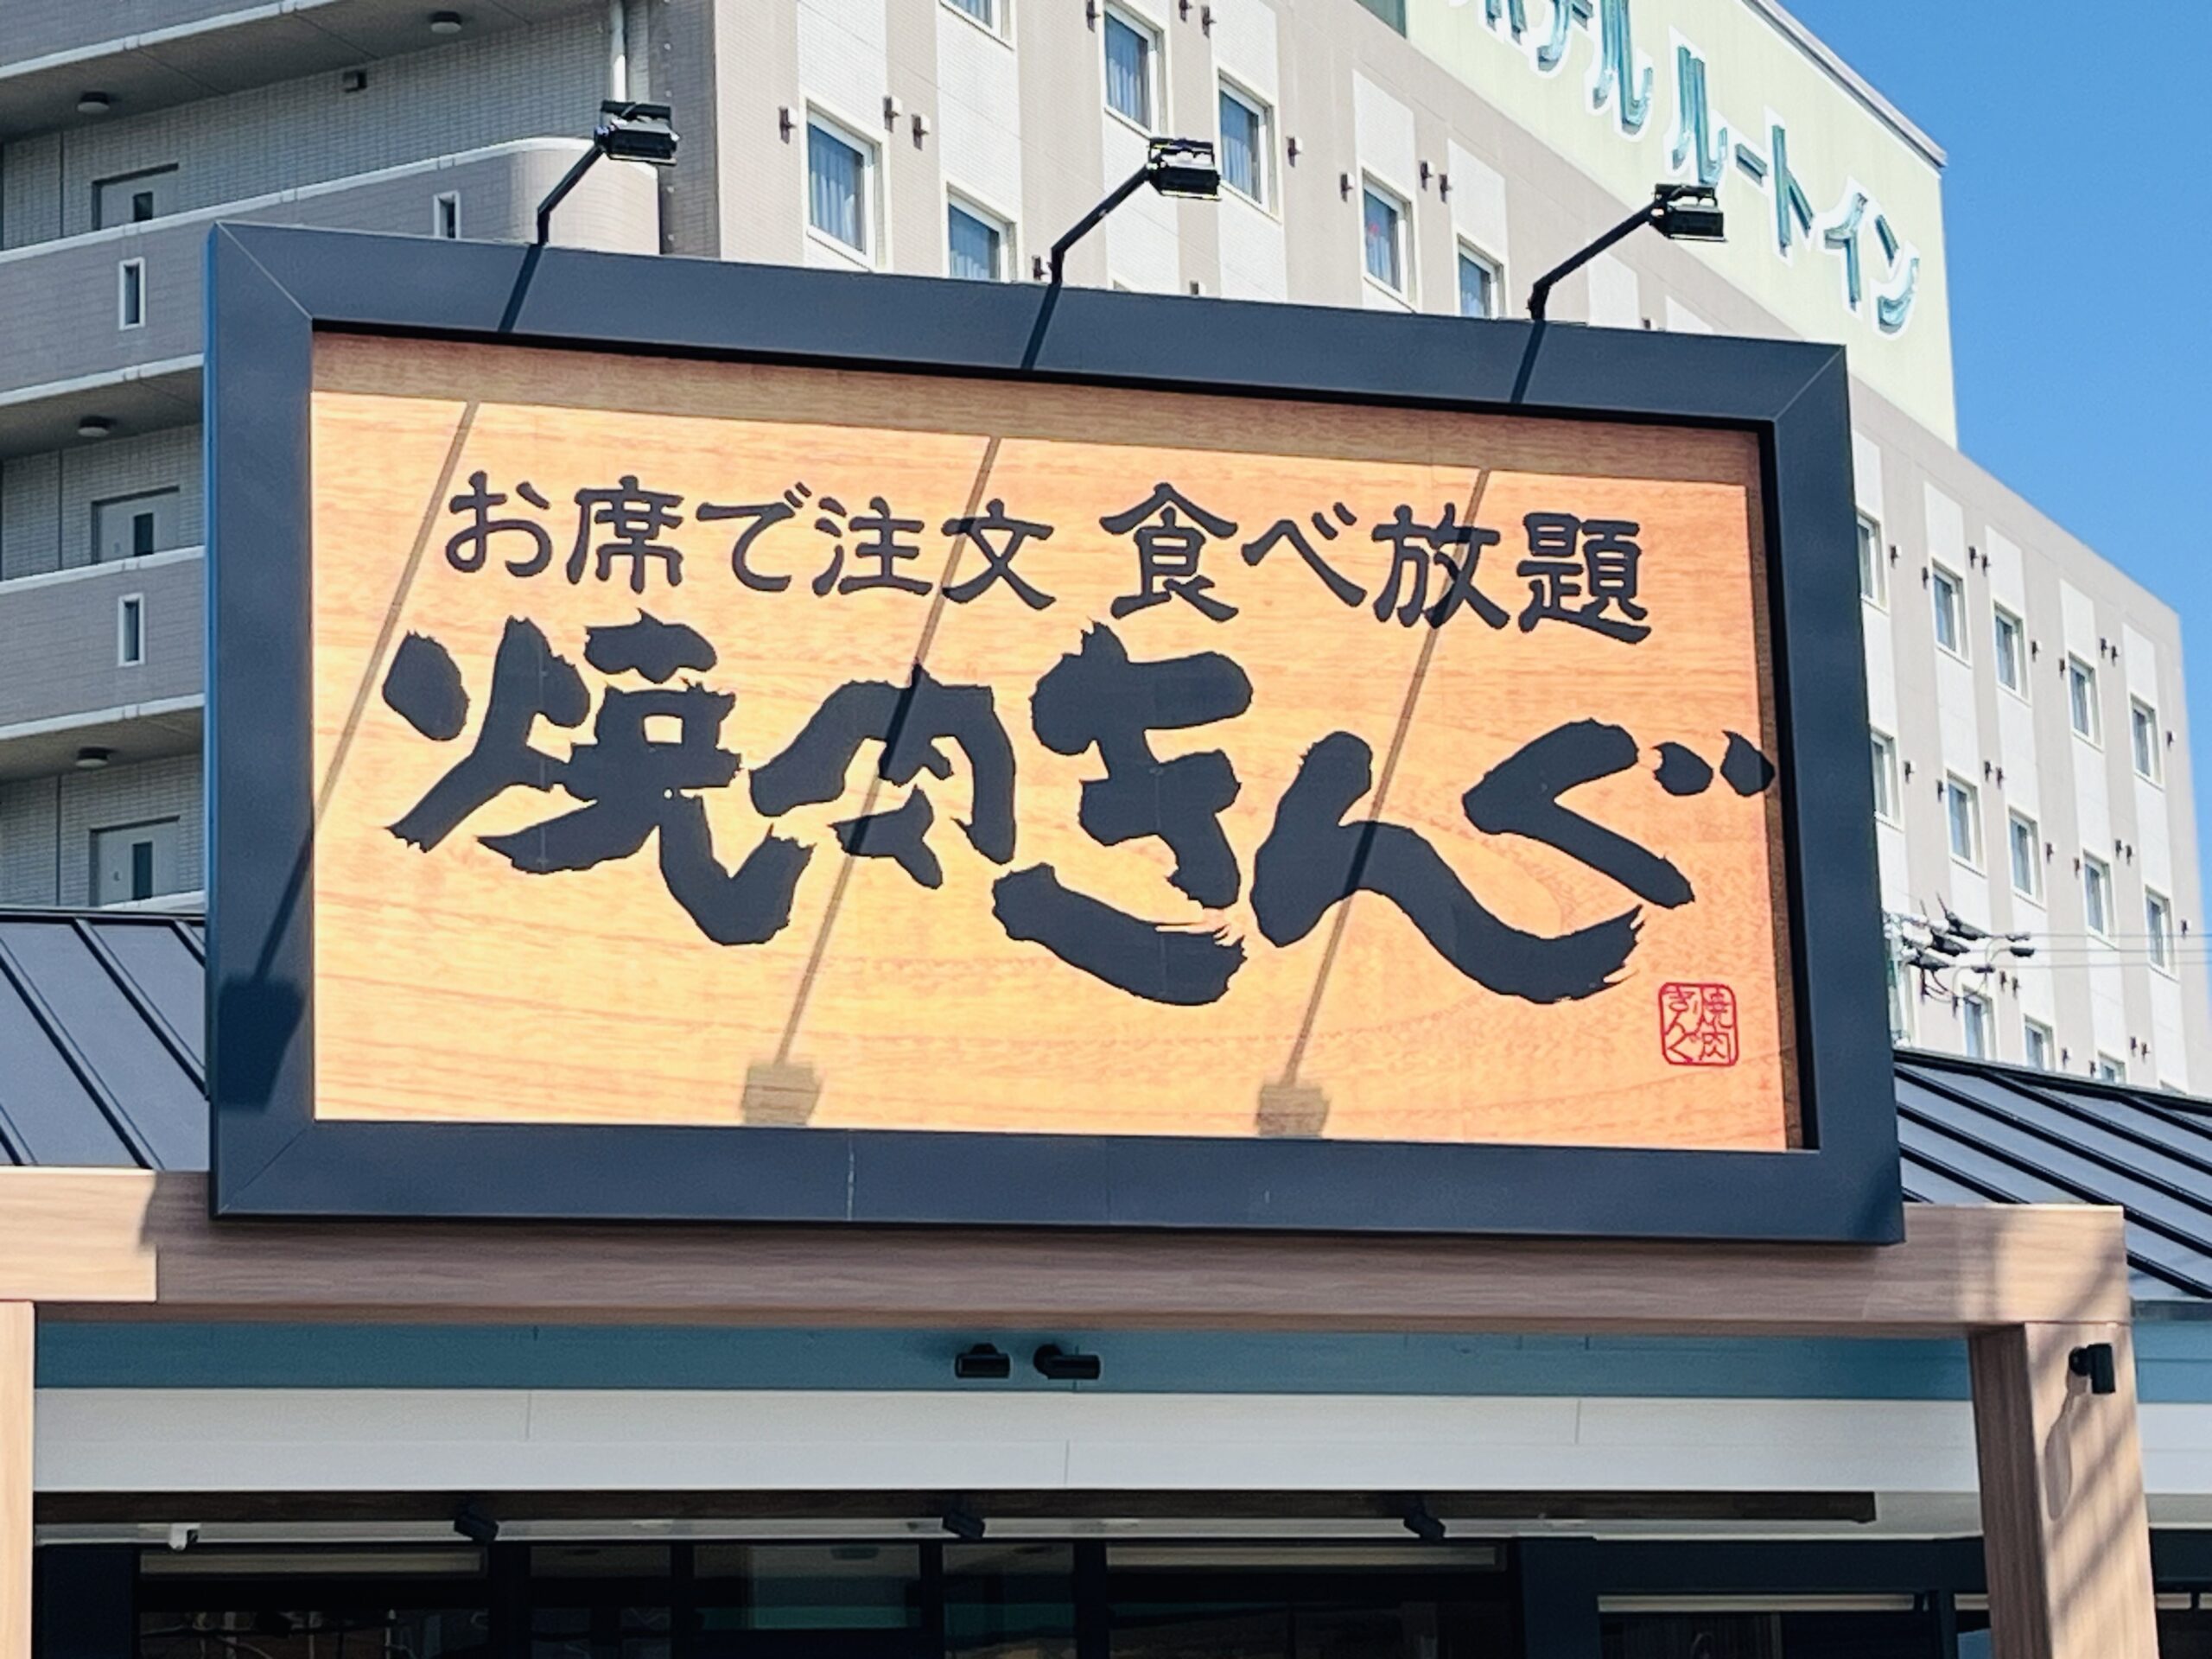 ホテル ルートイン
お席で注文 食べ放題
焼肉きんぐ
焼肉
きんぐ